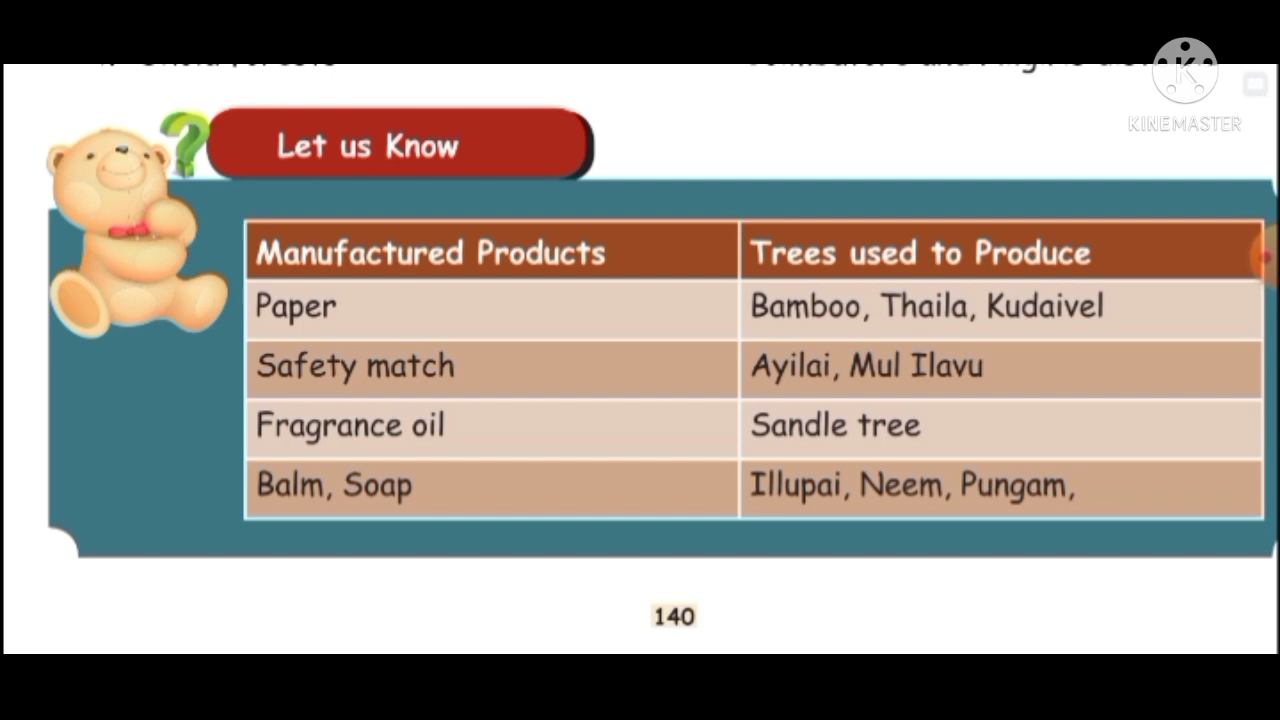 KINEMASTER
? Let us Know
Manufactured Products Trees used to Produce
Paper Bamboo, Thaila, Kudaivel
Safety match Ayilai, Mul Ilavu
Fragrance oil Sandle tree
Balm, Soap Illupai, Neem, Pungam,
140